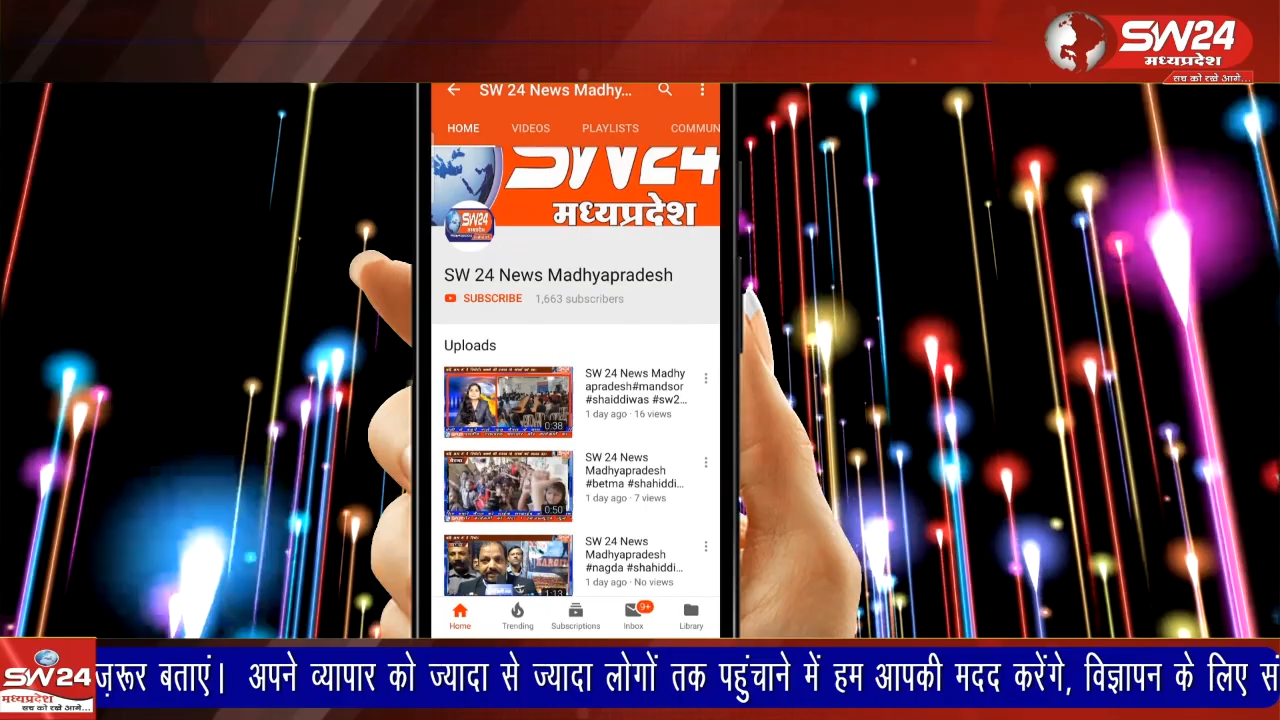 SW24
मध्यप्रदेश
सच को रखे आगे...
SW 24 News Madhy...
HOME VIDEOS PLAYLISTS COMMUN
SW24
मध्यप्रदेश
SW24
SW 24 News Madhyapradesh
SUBSCRIBE 1,663 subscribers
Uploads
SW 24 News Madhy
apradesh#mandsor
#shaiddiwas #sw2...
1 day ago · 16 views
0:38
SW 24 News
Madhyapradesh
#betma #shahiddi...
1 day ago · 7 views
0:50
SW 24 News
Madhyapradesh
#nagda #shahiddi...
1 day ago · No views
1:13
9+
Home Trending Subscriptions Inbox Library
SW24
मध्यप्रदेश
सच को रखे आगे...
ज़रूर बताएं। अपने व्यापार को ज्यादा से ज्यादा लोगों तक पहुंचाने में हम आपकी मदद करेंगे, विज्ञापन के लिए सं